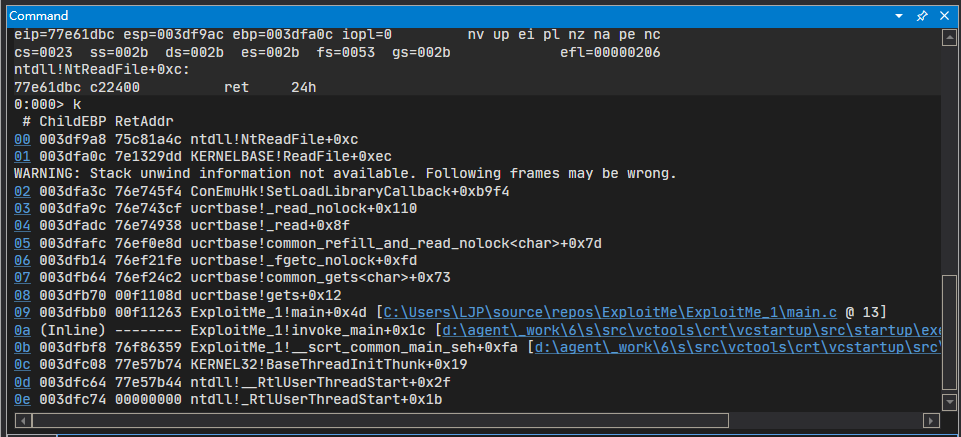 Command
eip=77e61dbc esp=003df9ac ebp=003dfa0c iopl=0         nv up ei pl nz na pe nc
cs=0023  ss=002b  ds=002b  es=002b  fs=0053  gs=002b             efl=00000206
ntdll!NtReadFile+0xc:
77e61dbc c22400          ret     24h
0:000> k
 # ChildEBP RetAddr
00 003df9a8 75c81a4c ntdll!NtReadFile+0xc
01 003dfa0c 7e1329dd KERNELBASE!ReadFile+0xec
WARNING: Stack unwind information not available. Following frames may be wrong.
02 003dfa3c 76e745f4 ConEmuHk!SetLoadLibraryCallback+0xb9f4
03 003dfa9c 76e743cf ucrtbase!_read_nolock+0x110
04 003dfadc 76e74938 ucrtbase!_read+0x8f
05 003dfafc 76ef0e8d ucrtbase!common_refill_and_read_nolock<char>+0x7d
06 003dfb14 76ef21fe ucrtbase!_fgetc_nolock+0xfd
07 003dfb64 76ef24c2 ucrtbase!common_gets<char>+0x73
08 003dfb70 00f1108d ucrtbase!gets+0x12
09 003dfbb0 00f11263 ExploitMe_1!main+0x4d [C:\Users\LJP\source\repos\ExploitMe\ExploitMe_1\main.c @ 13]
0a (Inline) -------- ExploitMe_1!invoke_main+0x1c [d:\agent\_work\6\s\src\vctools\crt\vcstartup\src\startup\exe
0b 003dfbf8 76f86359 ExploitMe_1!__scrt_common_main_seh+0xfa [d:\agent\_work\6\s\src\vctools\crt\vcstartup\src\
0c 003dfc08 77e57b74 KERNEL32!BaseThreadInitThunk+0x19
0d 003dfc64 77e57b44 ntdll!__RtlUserThreadStart+0x2f
0e 003dfc74 00000000 ntdll!_RtlUserThreadStart+0x1b